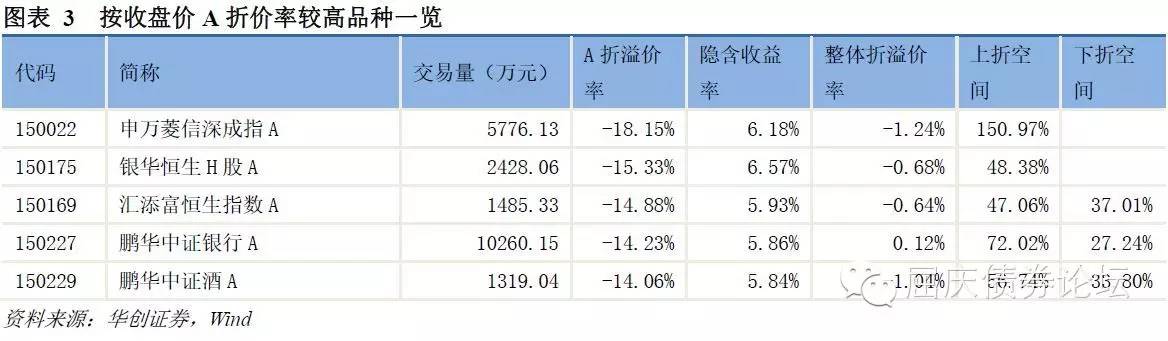 图表 3 按收盘价 A 折价率较高品种一览
代码 简称 交易量（万元） A 折溢价率 隐含收益率 整体折溢价率 上折空间 下折空间
150022 申万菱信深成指 A 5776.13 -18.15% 6.18% -1.24% 150.97%
150175 银华恒生 H 股 A 2428.06 -15.33% 6.57% -0.68% 48.38%
150169 汇添富恒生指数 A 1485.33 -14.88% 5.93% -0.64% 47.06% 37.01%
150227 鹏华中证银行 A 10260.15 -14.23% 5.86% 0.12% 72.02% 27.24%
150229 鹏华中证酒 A 1319.04 -14.06% 5.84% -1.04%
屈庆债券论坛
资料来源：华创证券，Wind